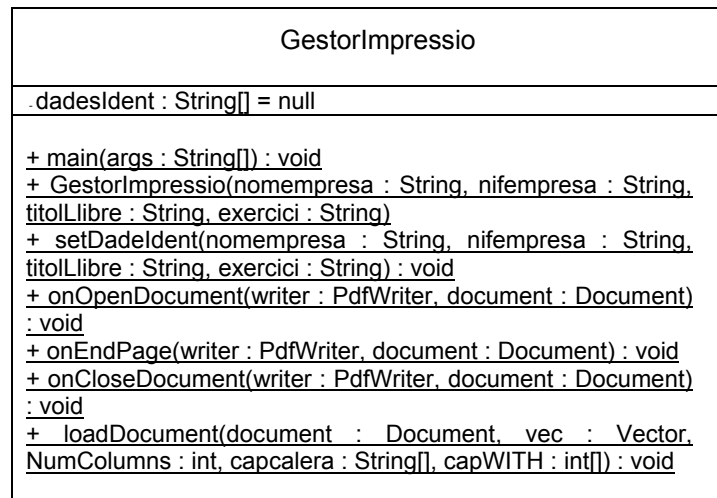 GestorImpressio
-dadesIdent : String[] = null
+ main(args : String[]) : void
+ GestorImpressio(nomempresa : String, nifempresa : String,
titolLlibre : String, exercici : String)
+ setDadeIdent(nomempresa : String, nifempresa : String,
titolLlibre : String, exercici : String) : void
+ onOpenDocument(writer : PdfWriter, document : Document)
: void
+ onEndPage(writer : PdfWriter, document : Document) : void
+ onCloseDocument(writer : PdfWriter, document : Document)
: void
+ loadDocument(document : Document, vec : Vector,
NumColumns : int, capcalera : String[], capWITH : int[]) : void